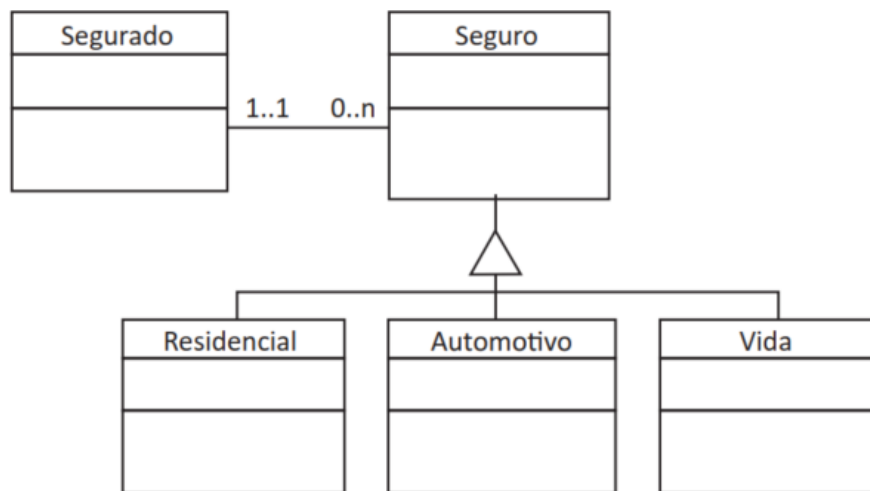 Segurado
Seguro
1..1
0..n
Residencial
Automotivo
Vida